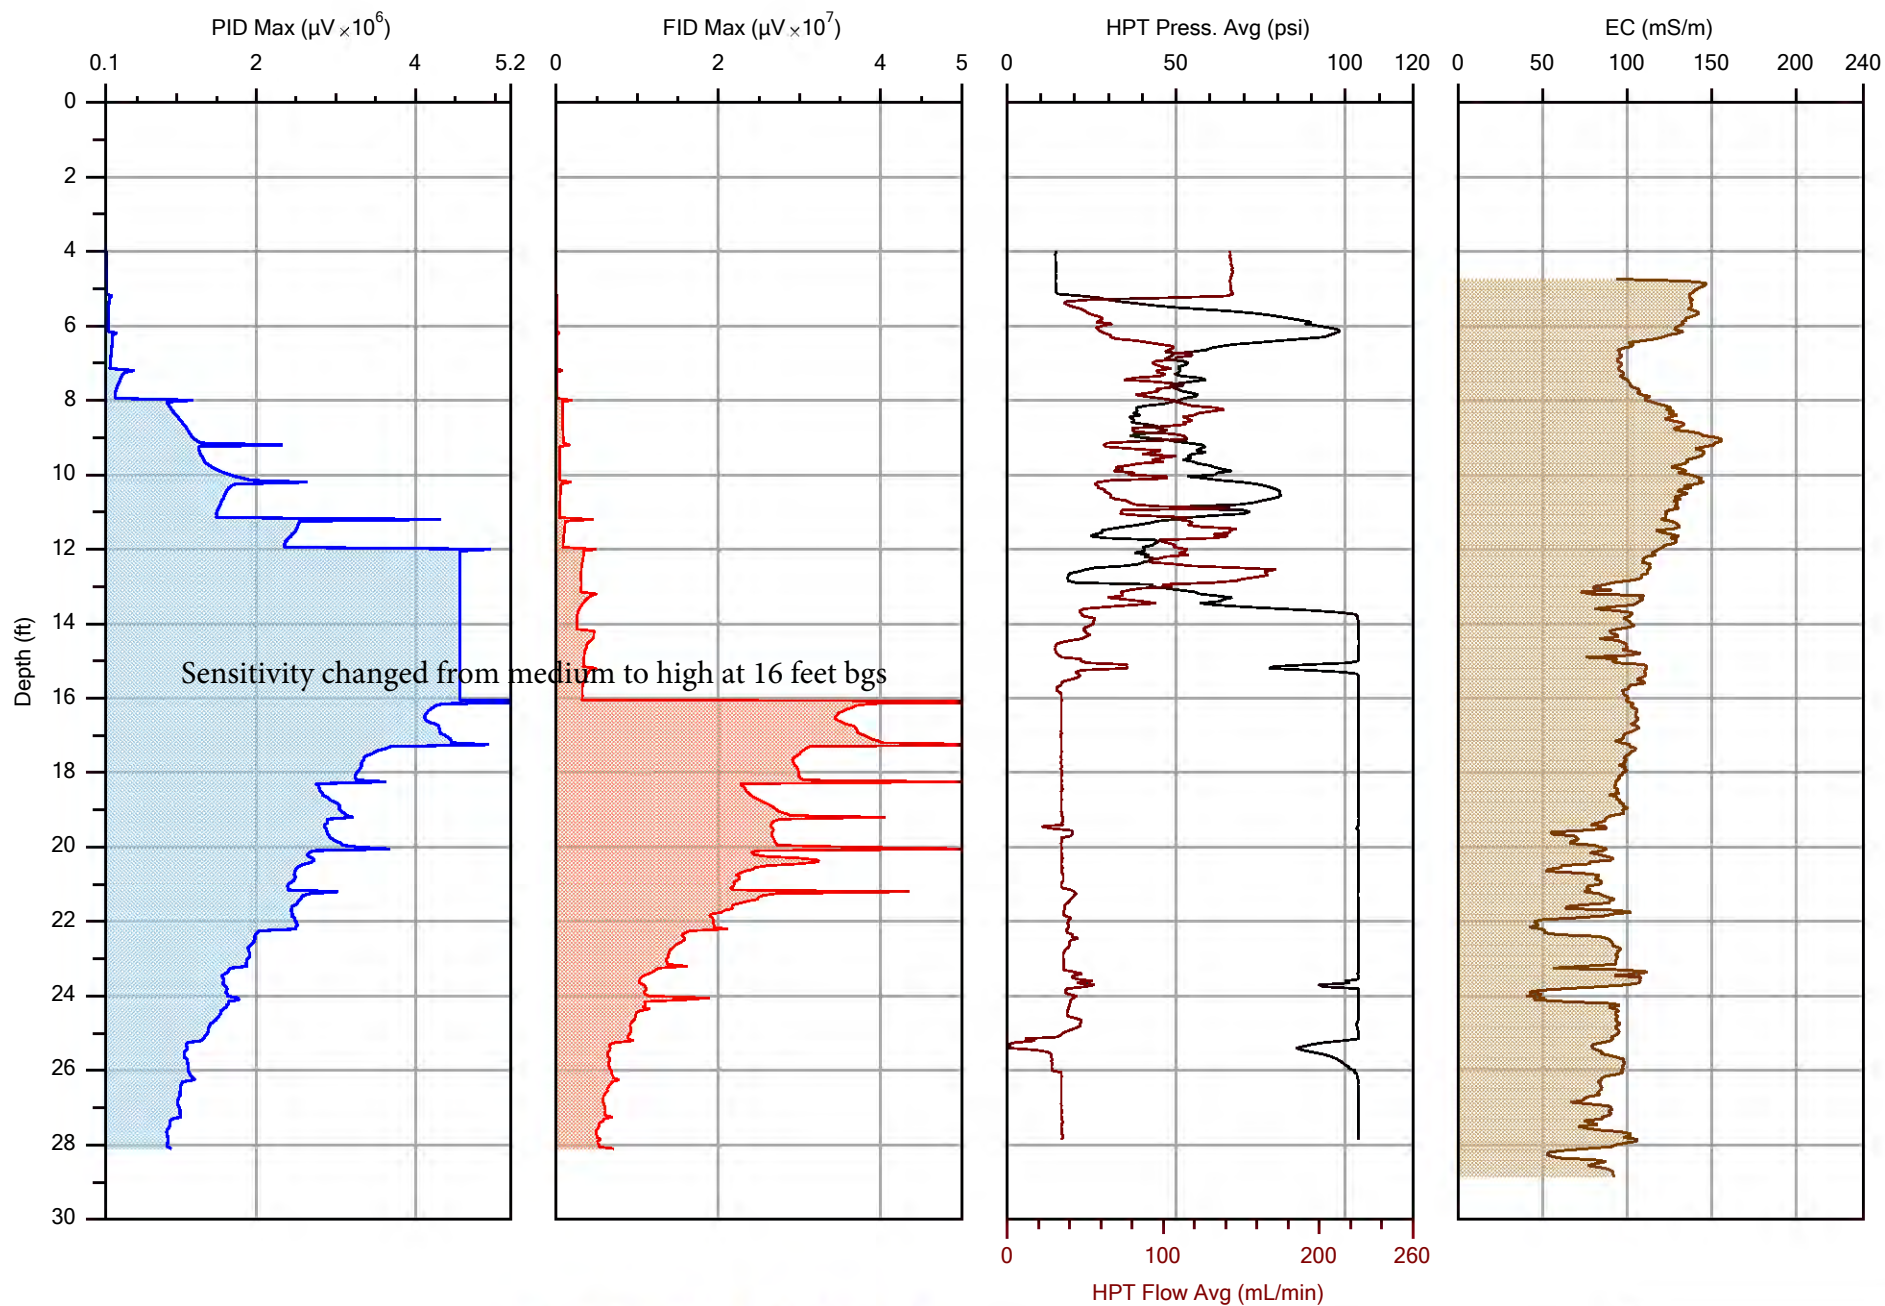 PID Max (µV ×10⁶) FID Max (µV ×10⁷) HPT Press. Avg (psi) EC (mS/m)
0.1 2 4 5.2 0 2 4 5 0 50 100 120 0 50 100 150 200 240
0
2
4
6
8
10
12
14
Depth (ft)
Sensitivity changed from medium to high at 16 feet bgs
16
18
20
22
24
26
28
30
0 100 200 260
HPT Flow Avg (mL/min)